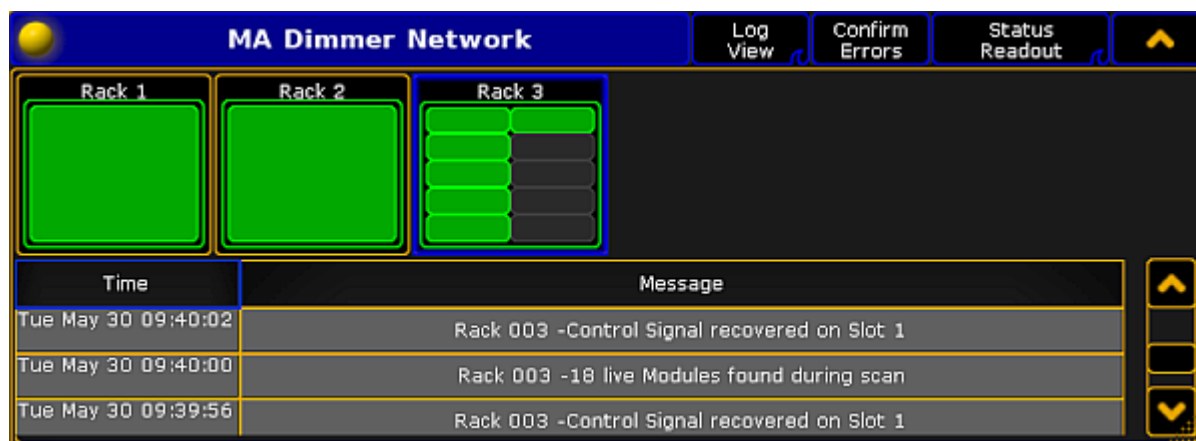 MA Dimmer Network
Log
View
Confirm
Errors
Status
Readout
Rack 1
Rack 2
Rack 3
Time
Message
Tue May 30 09:40:02
Rack 003 -Control Signal recovered on Slot 1
Tue May 30 09:40:00
Rack 003 -18 live Modules found during scan
Tue May 30 09:39:56
Rack 003 -Control Signal recovered on Slot 1